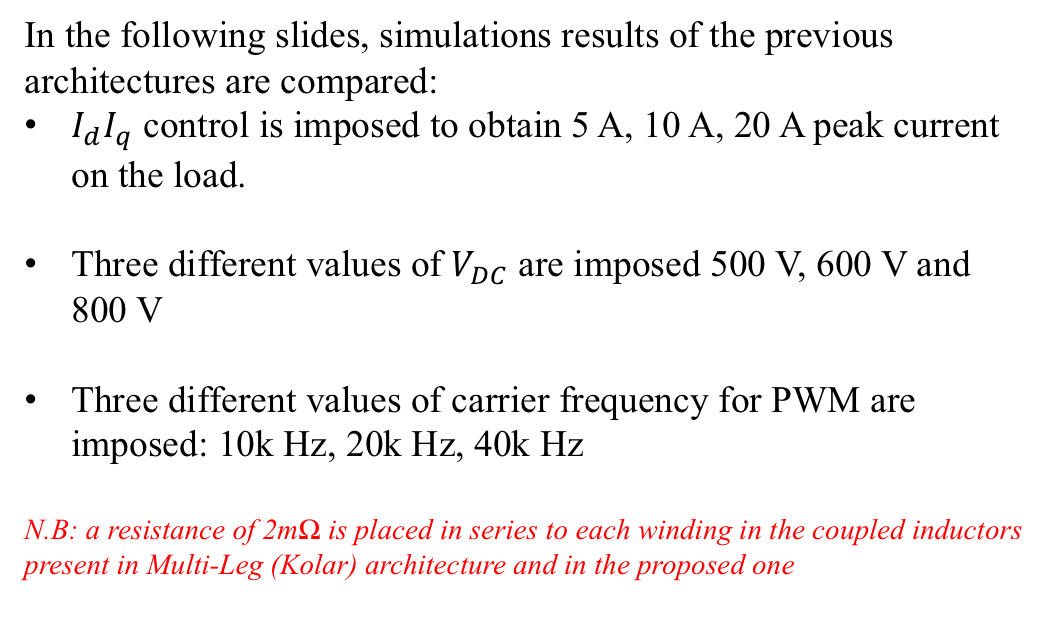 In the following slides, simulations results of the previous
architectures are compared:
• I_dI_q control is imposed to obtain 5 A, 10 A, 20 A peak current
on the load.
• Three different values of V_DC are imposed 500 V, 600 V and
800 V
• Three different values of carrier frequency for PWM are
imposed: 10k Hz, 20k Hz, 40k Hz
N.B: a resistance of 2mΩ is placed in series to each winding in the coupled inductors
present in Multi-Leg (Kolar) architecture and in the proposed one